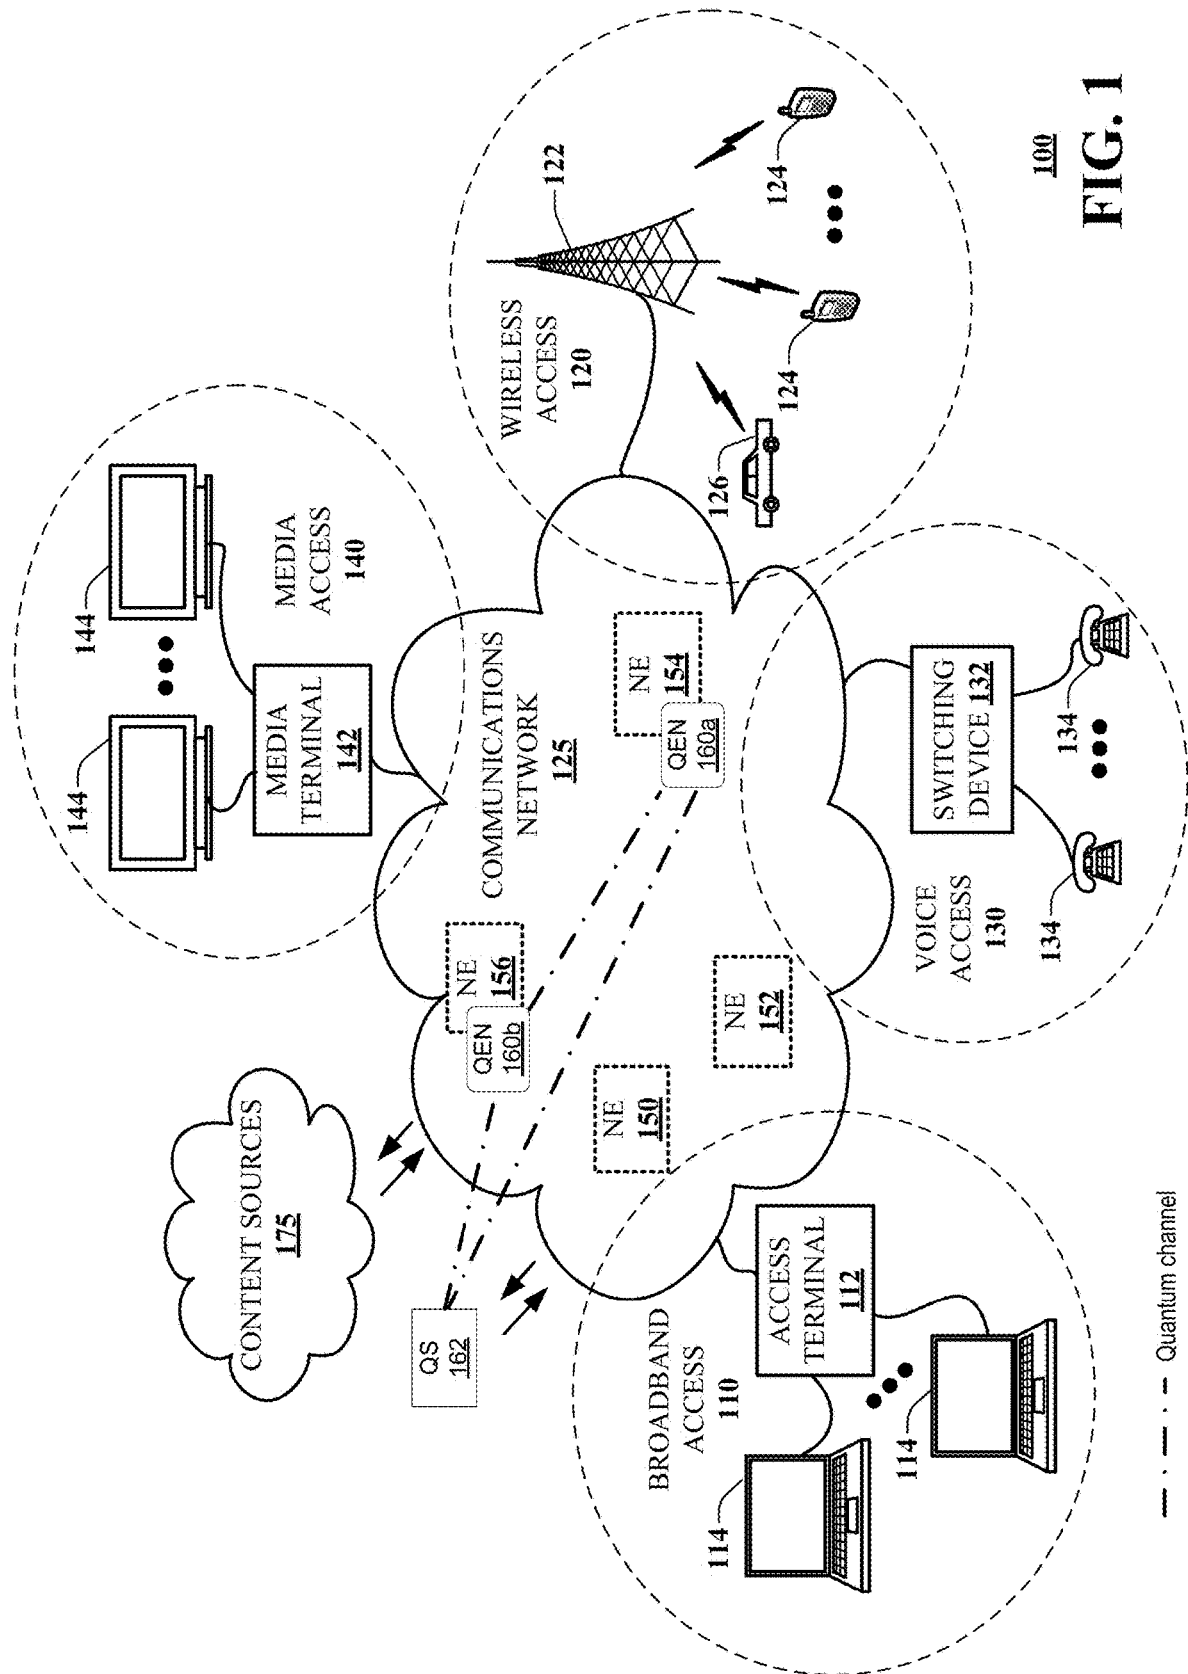 CONTENT SOURCES
175
QS
162
144
144
MEDIA
TERMINAL
142
MEDIA
ACCESS
140
NE
156
QEN
160b
COMMUNICATIONS
NETWORK
125
NE
154
QEN
160a
NE
150
NE
152
WIRELESS
ACCESS
120
122
124
124
126
BROADBAND
ACCESS
110
ACCESS
TERMINAL
112
114
114
VOICE
ACCESS
130
SWITCHING
DEVICE 132
134
134
Quantum channel
100
FIG. 1